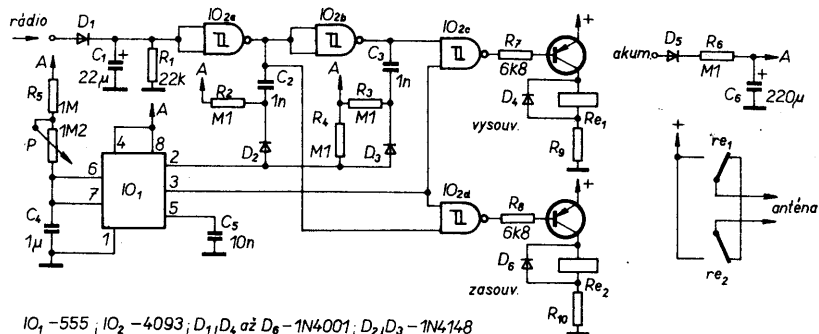 rádio
D1
C1
22µ
R1
22k
IO2a
IO2b
C2
1n
C3
1n
IO2c
R7
6k8
D4
vysouv.
Re1
R9
akum.
D5
R6
M1
A
C6
220µ
A
R5
1M
P
1M2
A
A
R2
M1
A
R3
M1
R4
M1
D2
D3
4
8
6
7
IO1
2
3
5
1
C4
1µ
C5
10n
IO2d
R8
6k8
D6
zasouv.
Re2
R10
re1
anténa
re2
IO1 -555 ; IO2 -4093 ; D1, D4 až D6 - 1N4001 ; D2, D3 - 1N4148